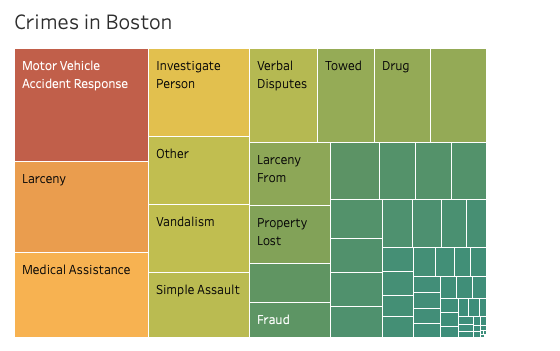 Crimes in Boston
Motor Vehicle
Accident Response
Larceny
Medical Assistance
Investigate
Person
Other
Vandalism
Simple Assault
Verbal
Disputes
Towed
Drug
Larceny
From
Property
Lost
Fraud